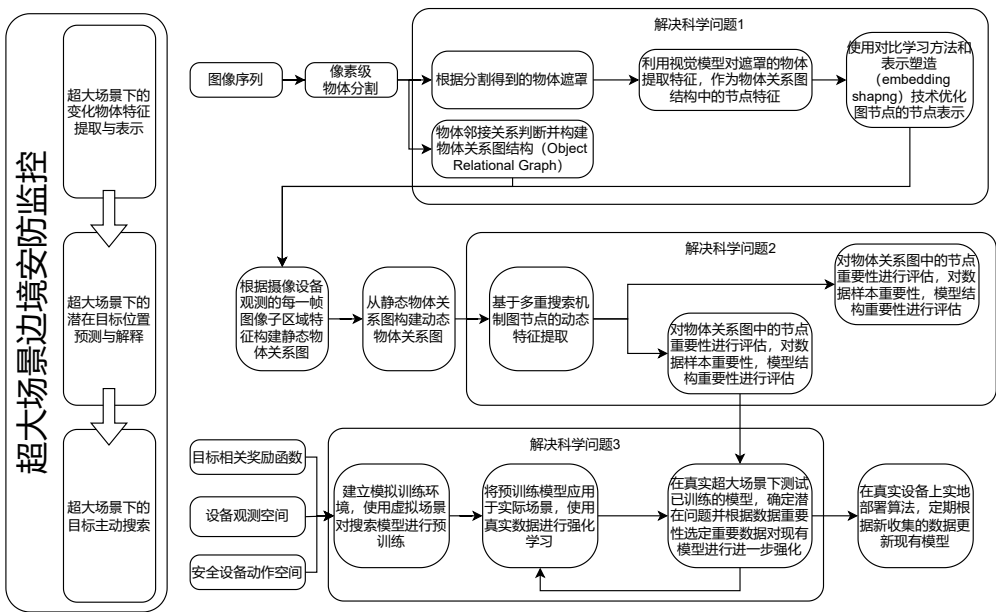 超大场景边境安防监控
超大场景下的
变化物体特征
提取与表示
超大场景下的
潜在目标位置
预测与解释
超大场景下的
目标主动搜索
解决科学问题1
图像序列
像素级
物体分割
根据分割得到的物体遮罩
利用视觉模型对遮罩的物体
提取特征，作为物体关系图
结构中的节点特征
使用对比学习方法和
表示塑造
（embedding
shapng）技术优化
图节点的节点表示
物体邻接关系判断并构建
物体关系图结构（Object
Relational Graph）
解决科学问题2
根据摄像设备
观测的每一帧
图像子区域特
征构建静态物
体关系图
从静态物体关
系图构建动态
物体关系图
基于多重搜索机
制图节点的动态
特征提取
对物体关系图中的节点
重要性进行评估，对数
据样本重要性，模型结
构重要性进行评估
对物体关系图中的节点
重要性进行评估，对数
据样本重要性，模型结
构重要性进行评估
解决科学问题3
目标相关奖励函数
设备观测空间
安全设备动作空间
建立模拟训练环
境，使用虚拟场景
对搜索模型进行预
训练
将预训练模型应用
于实际场景，使用
真实数据进行强化
学习
在真实超大场景下测试
已训练的模型，确定潜
在问题并根据数据重要
性选定重要数据对现有
模型进行进一步强化
在真实设备上实地
部署算法，定期根
据新收集的数据更
新现有模型